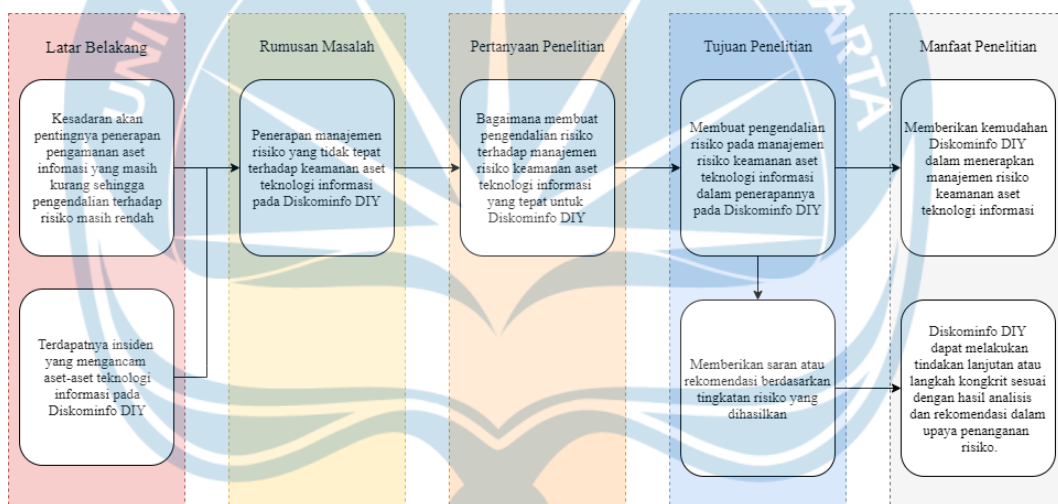 Latar Belakang
Kesadaran akan
pentingnya penerapan
pengamanan aset
infomasi yang masih
kurang sehingga
pengendalian terhadap
risiko masih rendah
Terdapatnya insiden
yang mengancam
aset-aset teknologi
informasi pada
Diskominfo DIY
Rumusan Masalah
Penerapan manajemen
risiko yang tidak tepat
terhadap keamanan aset
teknologi informasi
pada Diskominfo DIY
Pertanyaan Penelitian
Bagaimana membuat
pengendalian risiko
terhadap manajemen
risiko keamanan aset
teknologi informasi
yang tepat untuk
Diskominfo DIY
Tujuan Penelitian
Membuat pengendalian
risiko pada manajemen
risiko keamanan aset
teknologi informasi
dalam penerapannya
pada Diskominfo DIY
Memberikan saran atau
rekomendasi berdasarkan
tingkatan risiko yang
dihasilkan
Manfaat Penelitian
Memberikan kemudahan
Diskominfo DIY
dalam menerapkan
manajemen risiko
keamanan aset
teknologi informasi
Diskominfo DIY
dapat melakukan
tindakan lanjutan atau
langkah kongkrit sesuai
dengan hasil analisis
dan rekomendasi dalam
upaya penanganan
risiko.
UNIV
ARTA